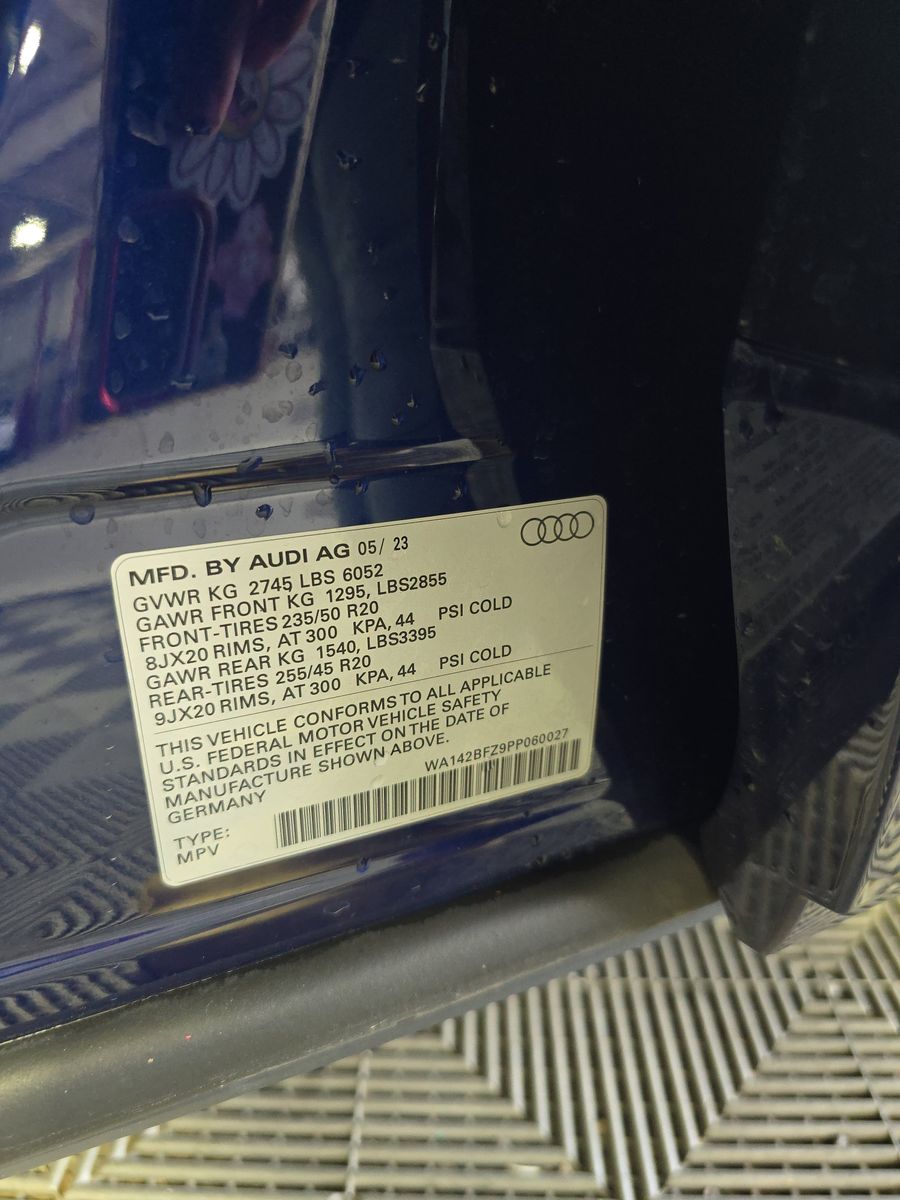 MFD. BY AUDI AG 05/ 23
GVWR KG 2745 LBS 6052
GAWR FRONT KG 1295, LBS2855
FRONT-TIRES 235/50 R20
8JX20 RIMS, AT 300 KPA, 44 PSI COLD
GAWR REAR KG 1540, LBS3395
REAR-TIRES 255/45 R20
9JX20 RIMS, AT 300 KPA, 44 PSI COLD
THIS VEHICLE CONFORMS TO ALL APPLICABLE
U.S. FEDERAL MOTOR VEHICLE SAFETY
STANDARDS IN EFFECT ON THE DATE OF
MANUFACTURE SHOWN ABOVE.
GERMANY
WA142BFZ9PP060027
TYPE:
MPV